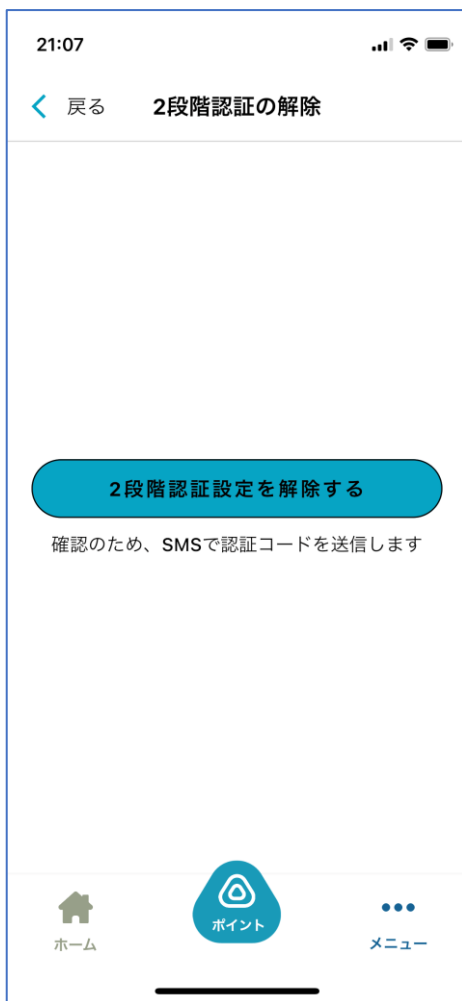 21:07
戻る 2段階認証の解除
2段階認証設定を解除する
確認のため、SMSで認証コードを送信します
ホーム ポイント メニュー